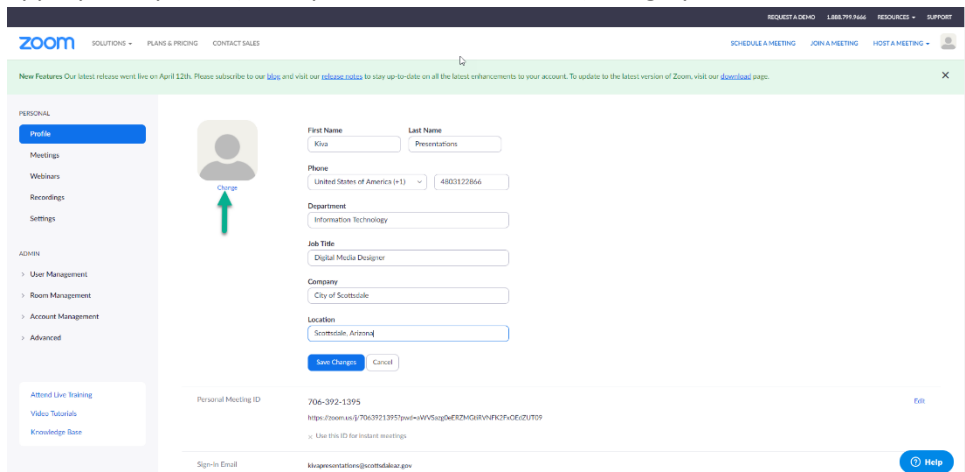 REQUEST A DEMO 1.888.799.9666 RESOURCES SUPPORT
zoom SOLUTIONS PLANS & PRICING CONTACT SALES SCHEDULE A MEETING JOIN A MEETING HOST A MEETING
New Features Our latest release went live on April 12th. Please subscribe to our blog and visit our release notes to stay up-to-date on all the latest enhancements to your account. To update to the latest version of Zoom, visit our download page.
PERSONAL
Profile
Meetings
Webinars
Recordings
Settings
ADMIN
User Management
Room Management
Account Management
Advanced
Attend Live Training
Video Tutorials
Knowledge Base
Change
First Name Last Name
Kiva Presentations
Phone
United States of America (+1) 4803122866
Department
Information Technology
Job Title
Digital Media Designer
Company
City of Scottsdale
Location
Scottsdale, Arizona
Save Changes Cancel
Personal Meeting ID 706-392-1395 Edit
Use this ID for instant meetings
Sign-In Email kivapresentations@scottsdaleaz.gov
Help